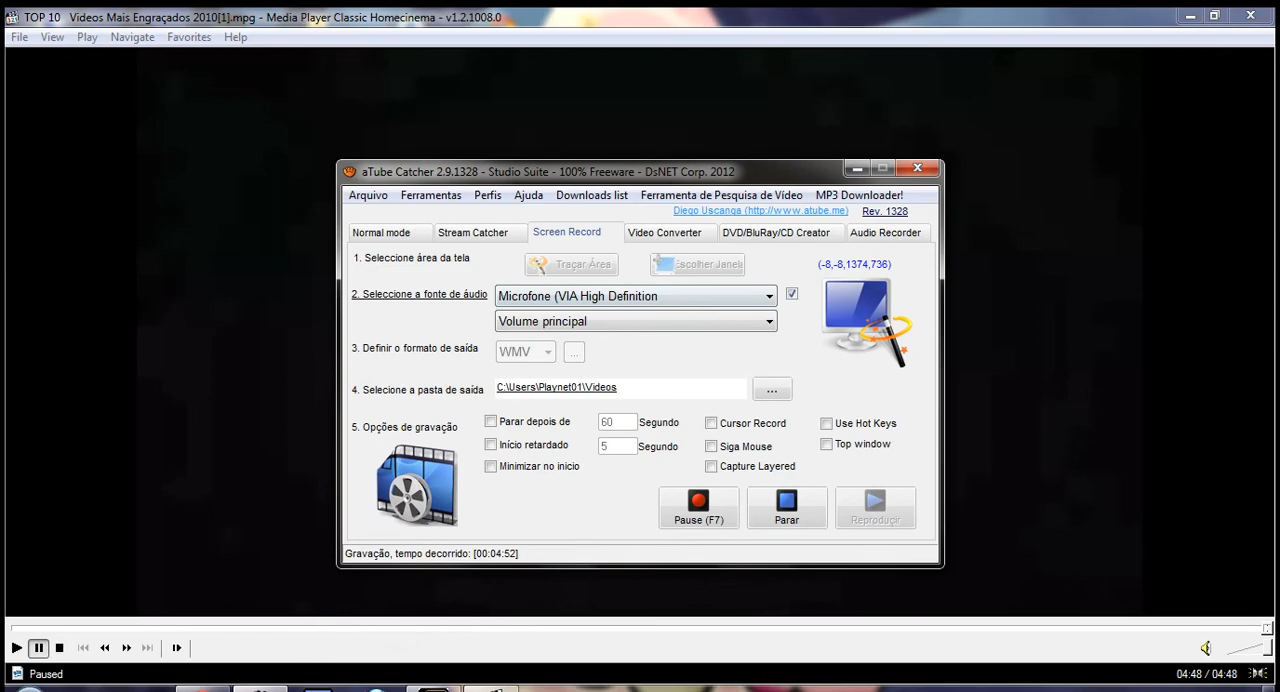 TOP 10 Videos Mais Engraçados 2010[1].mpg - Media Player Classic Homecinema - v1.2.1008.0
File View Play Navigate Favorites Help
aTube Catcher 2.9.1328 - Studio Suite - 100% Freeware - DsNET Corp. 2012
Arquivo Ferramentas Perfis Ajuda Downloads list Ferramenta de Pesquisa de Vídeo MP3 Downloader!
Diego Uscanga (http://www.atube.me) Rev. 1328
Normal mode Stream Catcher Screen Record Video Converter DVD/BluRay/CD Creator Audio Recorder
1. Seleccione área da tela Traçar Área Escolher Janela (-8,-8,1374,736)
2. Seleccione a fonte de áudio Microfone (VIA High Definition
Volume principal
3. Definir o formato de saída WMV ...
4. Selecione a pasta de saída C:\Users\Playnet01\Videos ...
5. Opções de gravação Parar depois de 60 Segundo Cursor Record Use Hot Keys
Início retardado 5 Segundo Siga Mouse Top window
Minimizar no inicio Capture Layered
Pause (F7) Parar Reproducir
Gravação, tempo decorrido: [00:04:52]
Paused 04:48 / 04:48